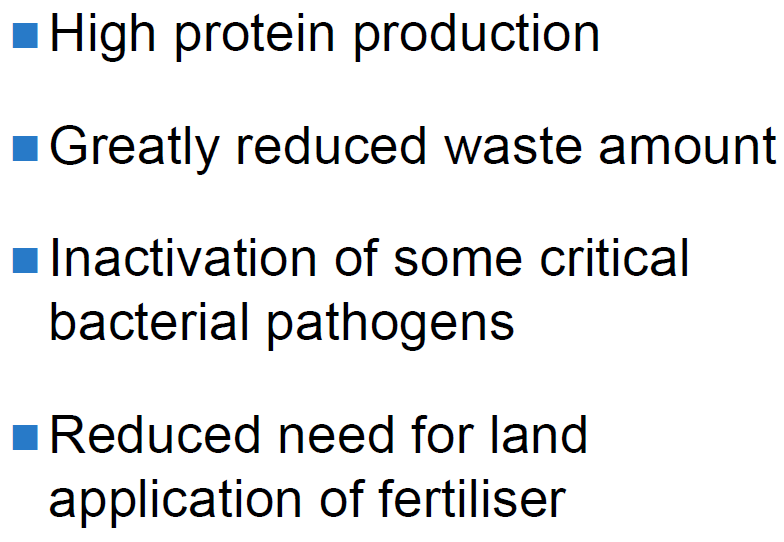 High protein production
Greatly reduced waste amount
Inactivation of some critical
bacterial pathogens
Reduced need for land
application of fertiliser